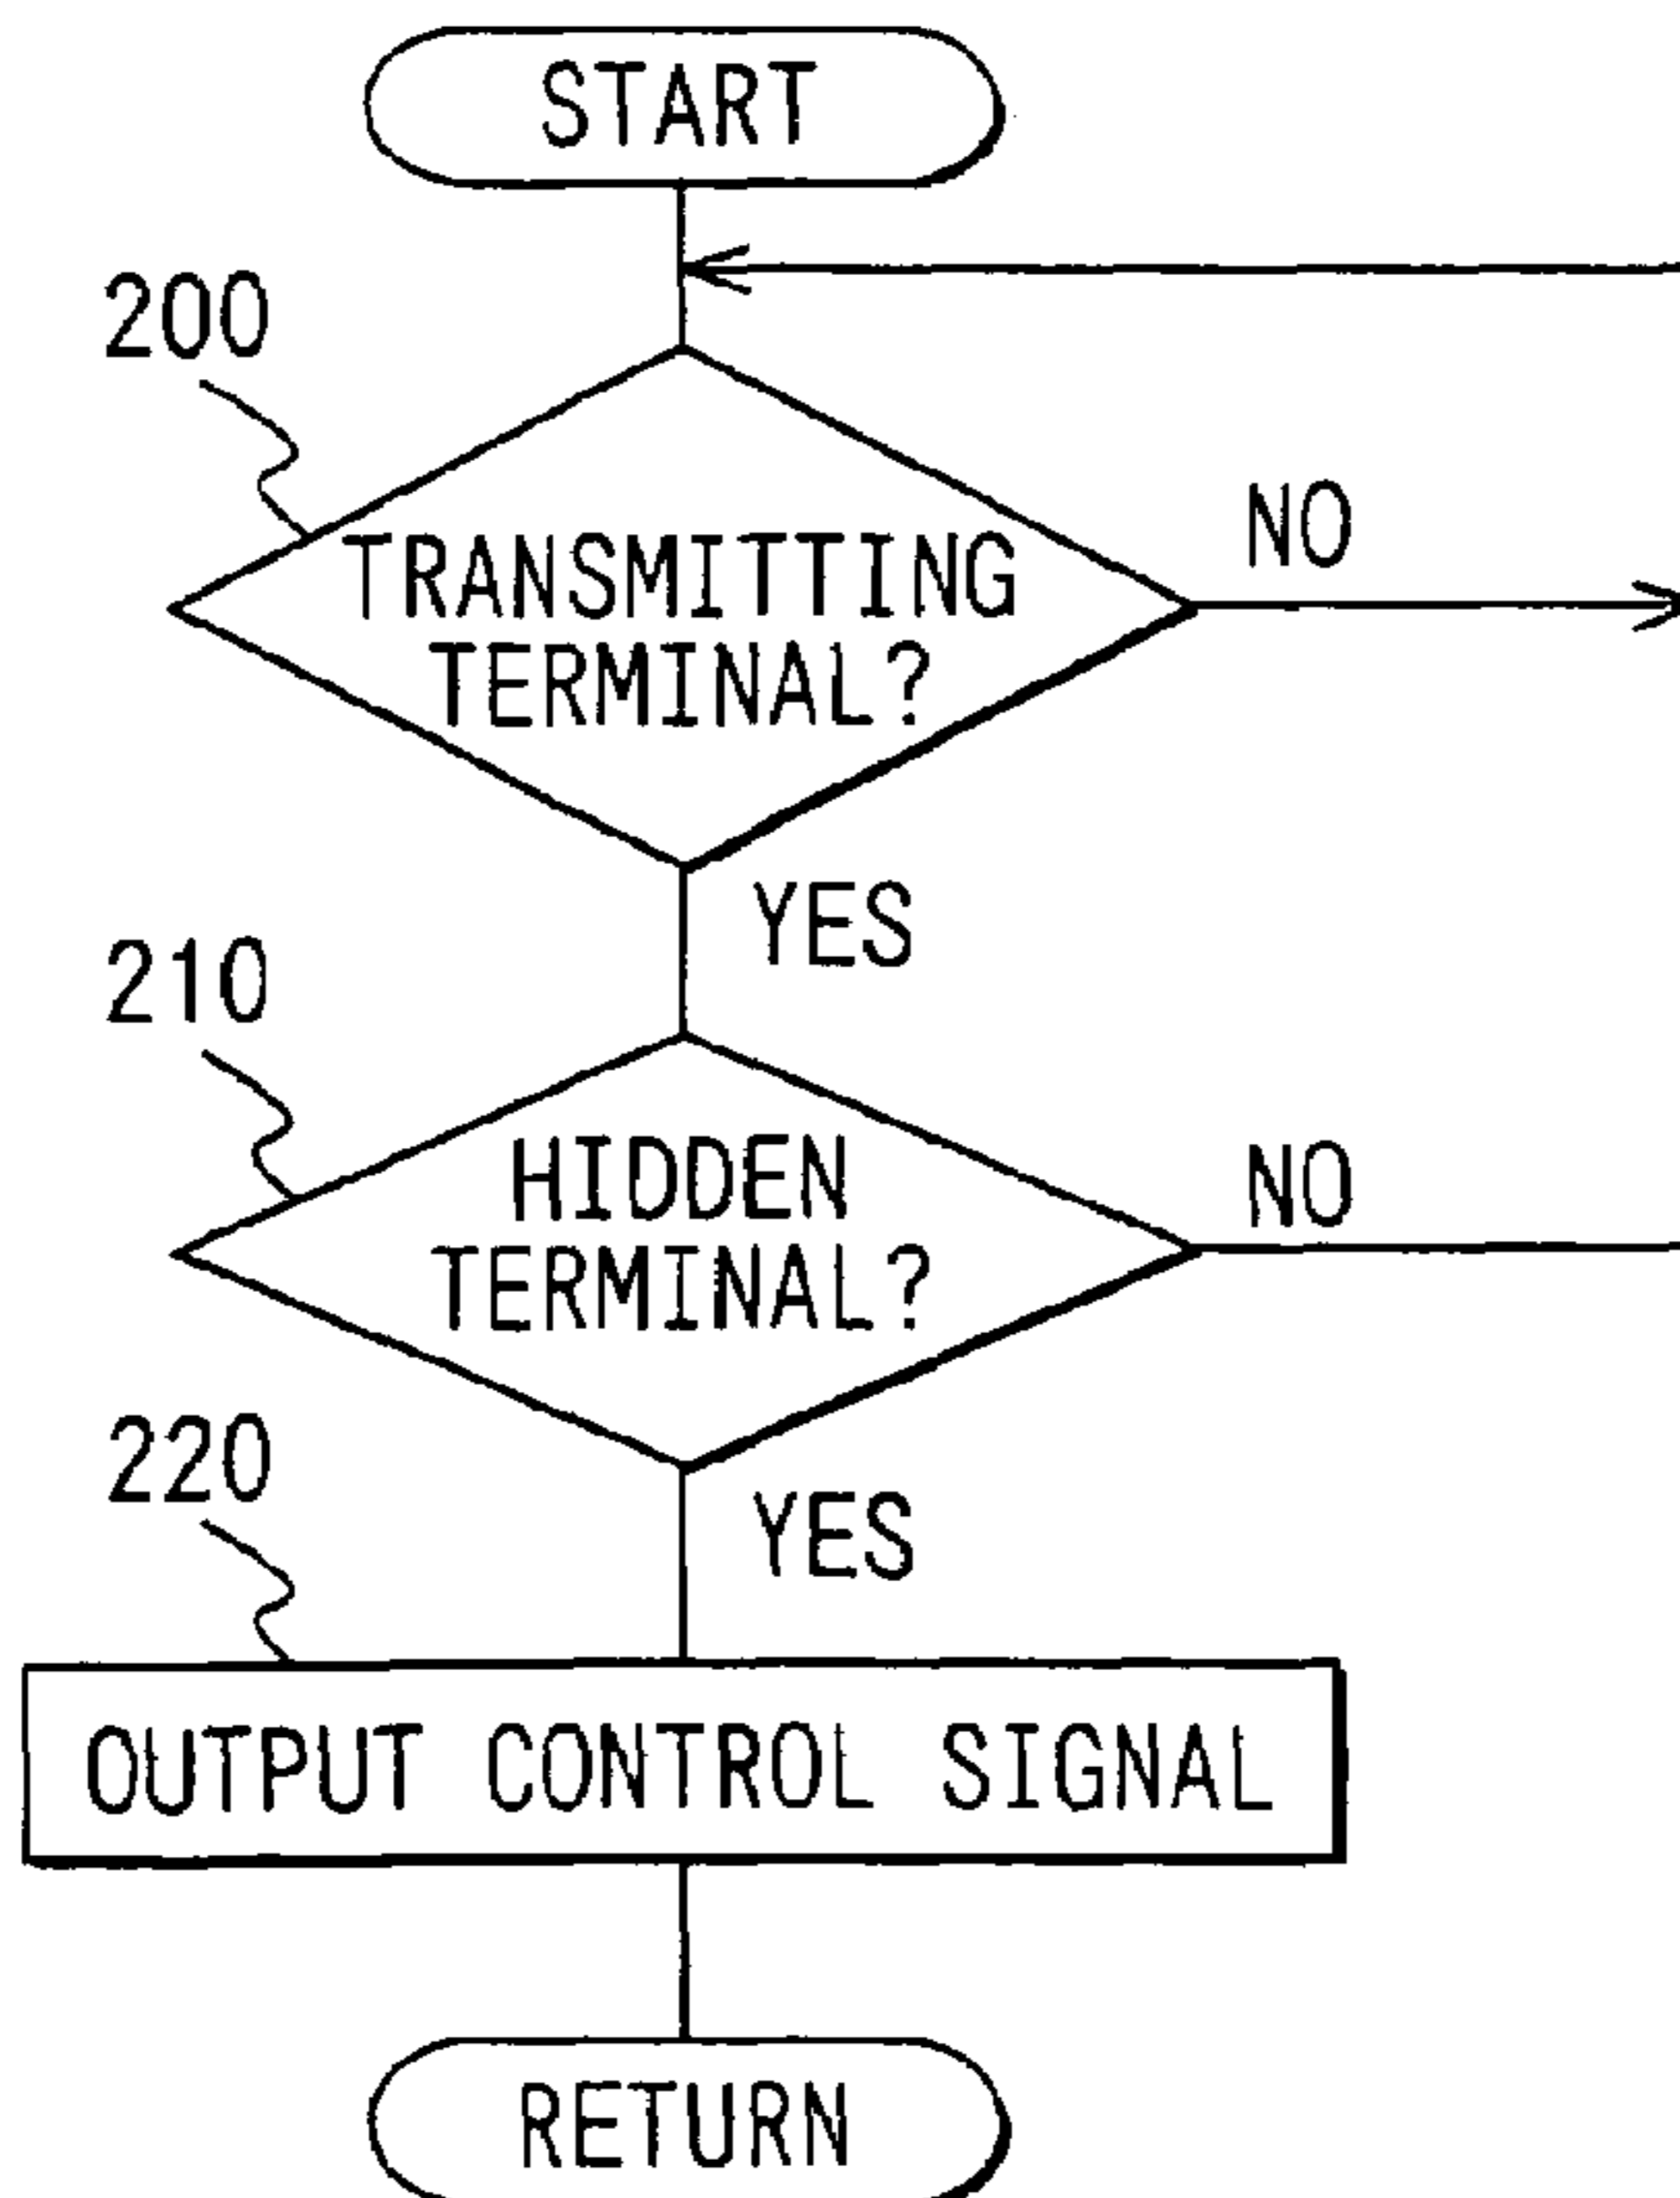 START
200
TRANSMITTING
TERMINAL?
NO
YES
210
HIDDEN
TERMINAL?
NO
220
YES
OUTPUT CONTROL SIGNAL
RETURN